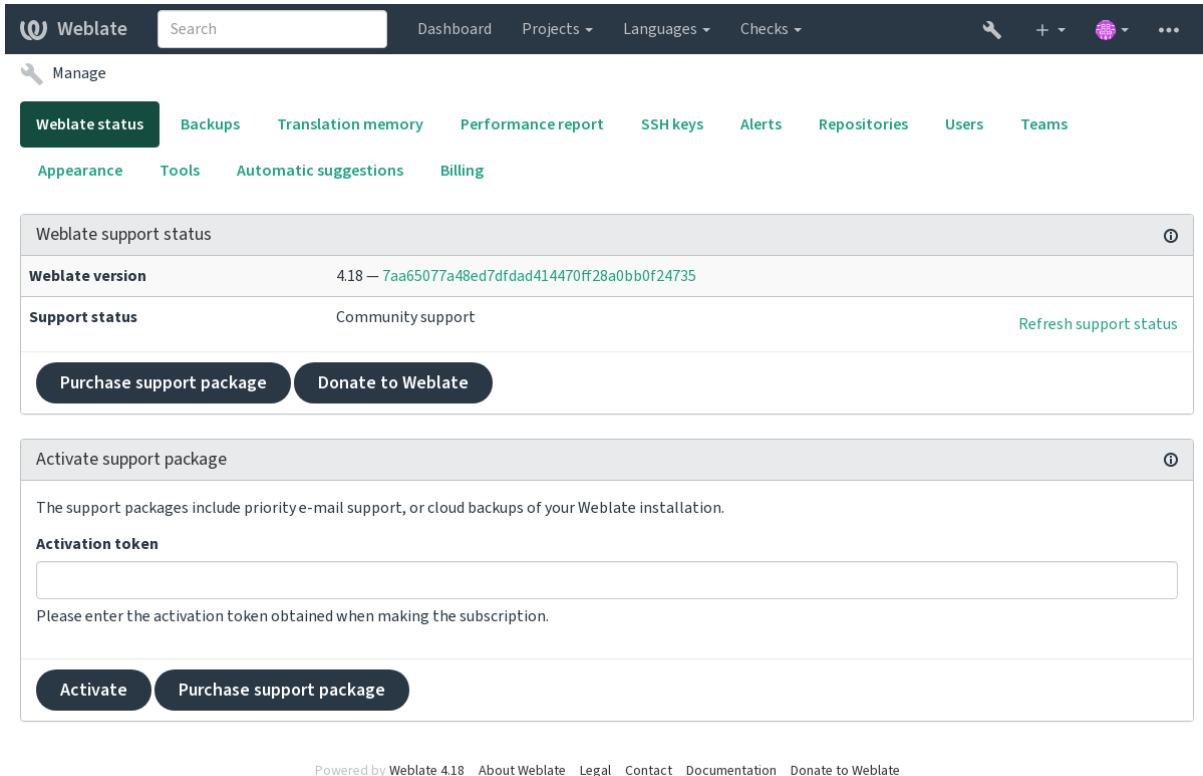 Weblate Search Dashboard Projects Languages Checks
Manage
Weblate status Backups Translation memory Performance report SSH keys Alerts Repositories Users Teams
Appearance Tools Automatic suggestions Billing
Weblate support status
Weblate version 4.18 — 7aa65077a48ed7dfdad414470ff28a0bb0f24735
Support status Community support Refresh support status
Purchase support package Donate to Weblate
Activate support package
The support packages include priority e-mail support, or cloud backups of your Weblate installation.
Activation token
Please enter the activation token obtained when making the subscription.
Activate Purchase support package
Powered by Weblate 4.18 About Weblate Legal Contact Documentation Donate to Weblate